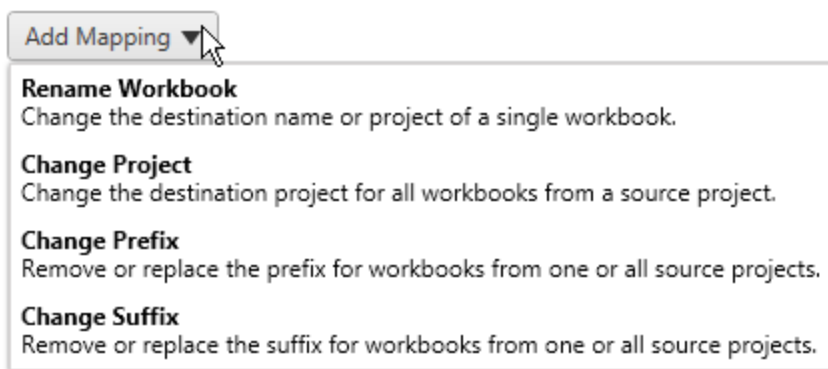 Add Mapping
Rename Workbook
Change the destination name or project of a single workbook.
Change Project
Change the destination project for all workbooks from a source project.
Change Prefix
Remove or replace the prefix for workbooks from one or all source projects.
Change Suffix
Remove or replace the suffix for workbooks from one or all source projects.